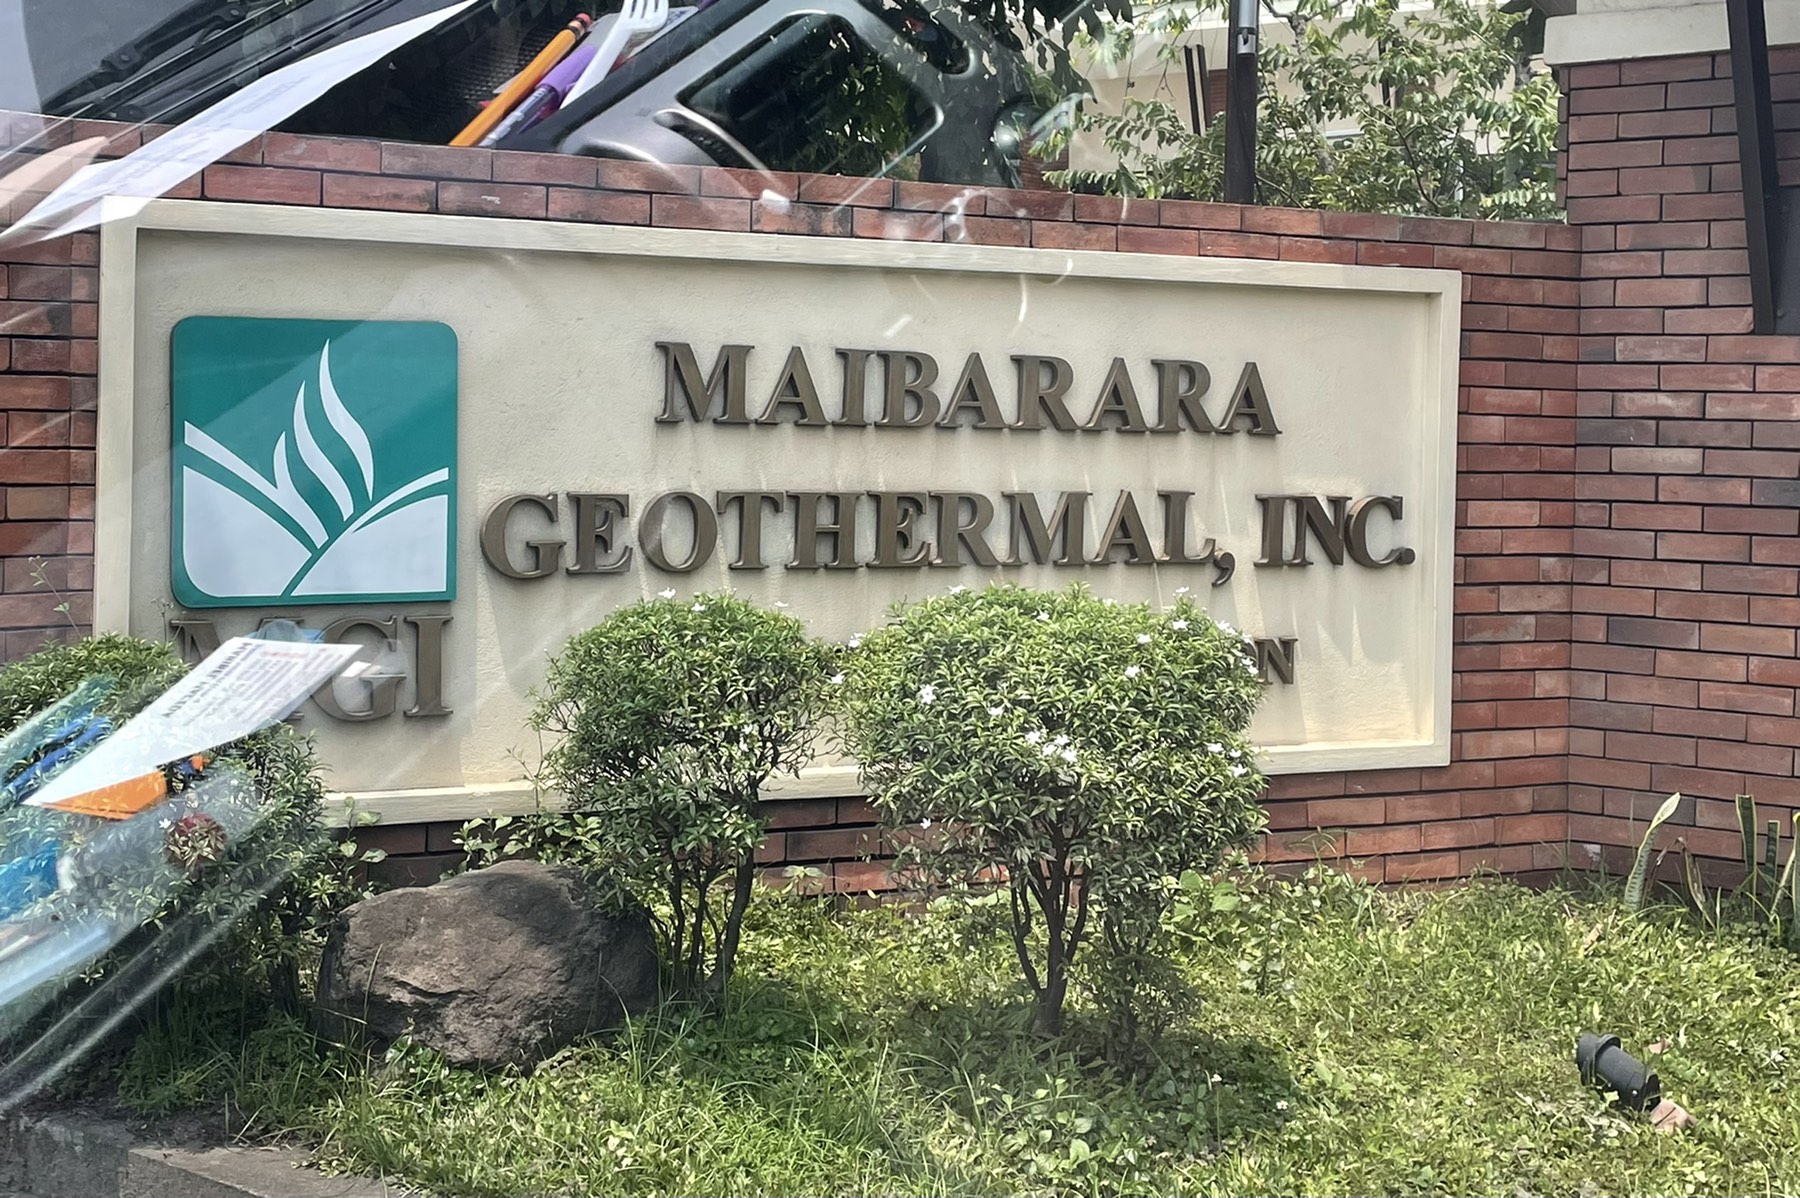 MAIBARARA
GEOTHERMAL, INC.
MGI